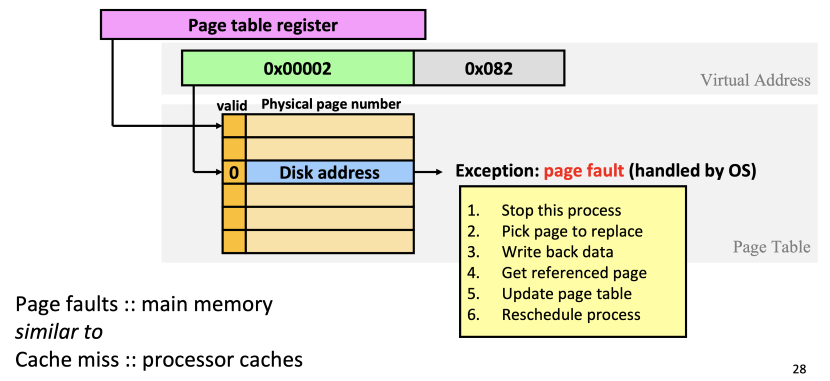 Page table register
0x00002 0x082
Virtual Address
valid Physical page number
0 Disk address
Exception: page fault (handled by OS)
1. Stop this process
2. Pick page to replace
3. Write back data
4. Get referenced page
5. Update page table
6. Reschedule process
Page Table
Page faults :: main memory
similar to
Cache miss :: processor caches
28